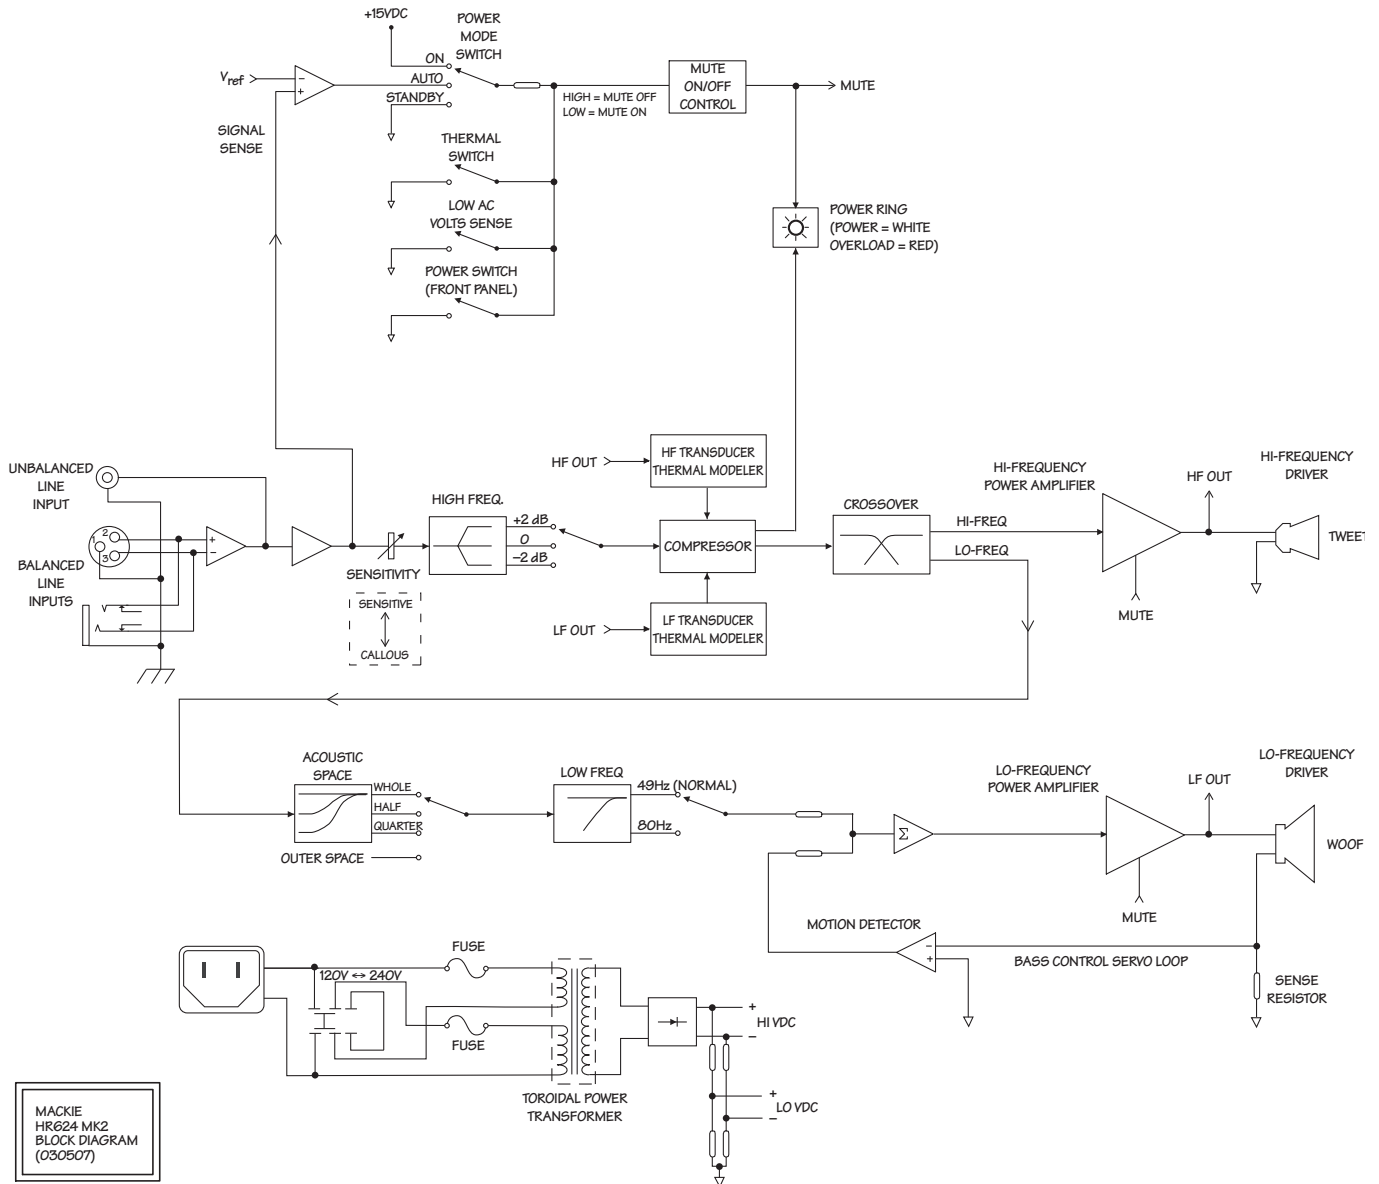 +15VDC
POWER
MODE
SWITCH
ON
Vref
AUTO
STANDBY
SIGNAL
SENSE
MUTE
ON/OFF
CONTROL
MUTE
HIGH = MUTE OFF
LOW = MUTE ON
THERMAL
SWITCH
LOW AC
VOLTS SENSE
POWER SWITCH
(FRONT PANEL)
POWER RING
(POWER = WHITE
OVERLOAD = RED)
UNBALANCED
LINE
INPUT
1
2
3
BALANCED
LINE
INPUTS
+
−
SENSITIVITY
SENSITIVE
CALLOUS
HIGH FREQ.
+2 dB
0
−2 dB
HF OUT
HF TRANSDUCER
THERMAL MODELER
COMPRESSOR
LF OUT
LF TRANSDUCER
THERMAL MODELER
CROSSOVER
HI-FREQ
LO-FREQ
HI-FREQUENCY
POWER AMPLIFIER
MUTE
HF OUT
HI-FREQUENCY
DRIVER
TWEET
ACOUSTIC
SPACE
WHOLE
HALF
QUARTER
OUTER SPACE
LOW FREQ
49Hz (NORMAL)
80Hz
Σ
LO-FREQUENCY
POWER AMPLIFIER
MUTE
LF OUT
LO-FREQUENCY
DRIVER
WOOF
MOTION DETECTOR
−
+
BASS CONTROL SERVO LOOP
SENSE
RESISTOR
FUSE
120V ↔ 240V
FUSE
TOROIDAL POWER
TRANSFORMER
+
HI VDC
−
+
LO VDC
−
MACKIE
HR624 MK2
BLOCK DIAGRAM
(030507)